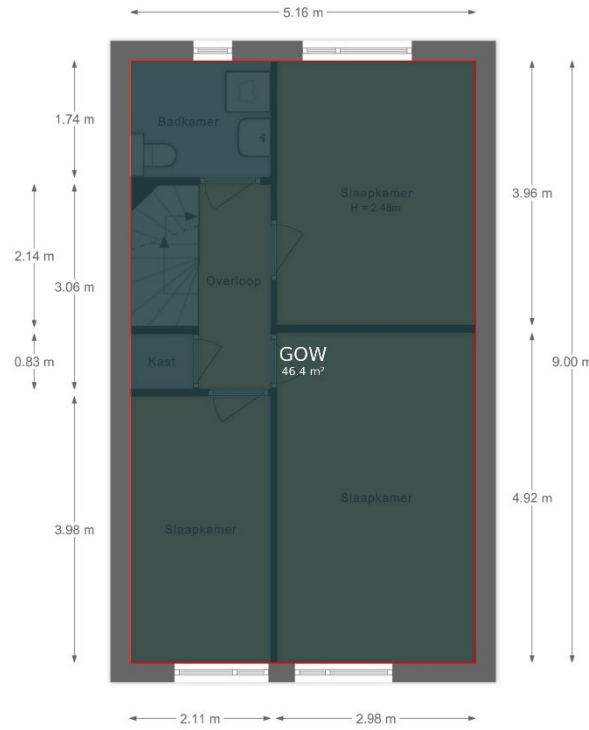 5.16 m
1.74 m
Badkamer
Slaapkamer
H = 2.48m
3.96 m
2.14 m
3.06 m
Overloop
0.83 m
Kast
GOW
46.4 m²
9.00 m
Slaapkamer
4.92 m
3.98 m
Slaapkamer
2.11 m
2.98 m